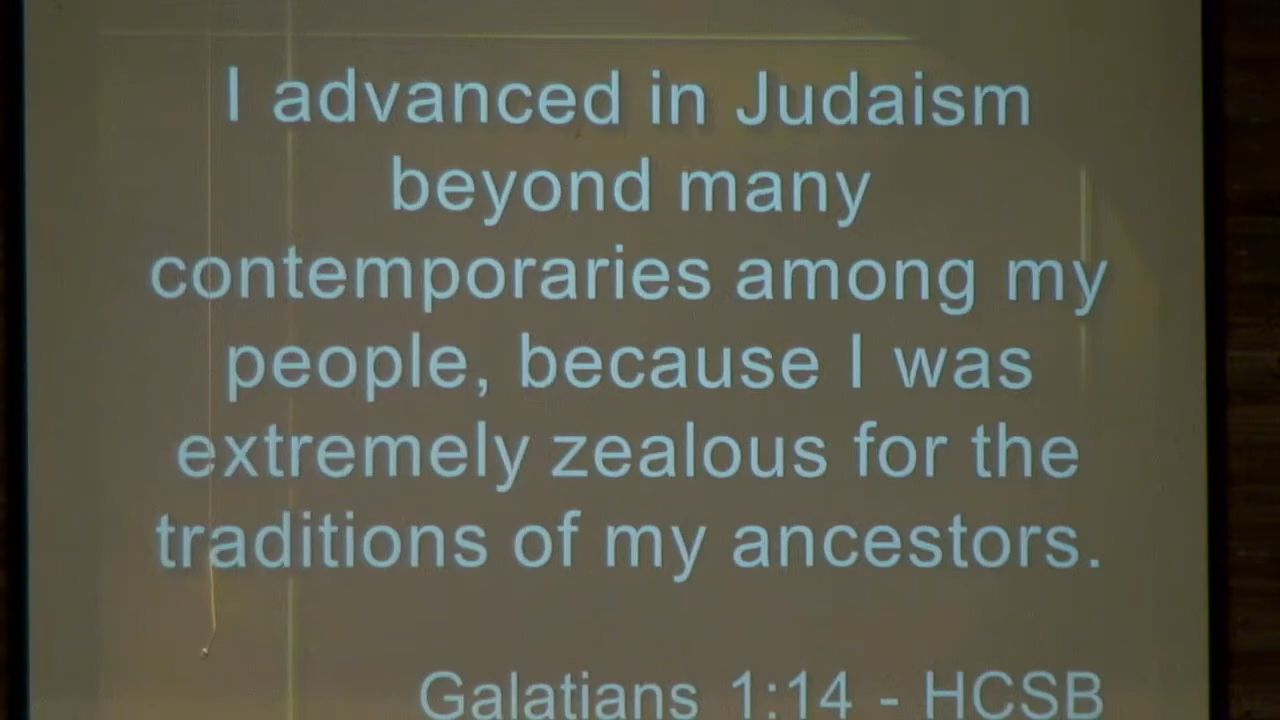 I advanced in Judaism
beyond many
contemporaries among my
people, because I was
extremely zealous for the
traditions of my ancestors.
Galatians 1:14 - HCSB